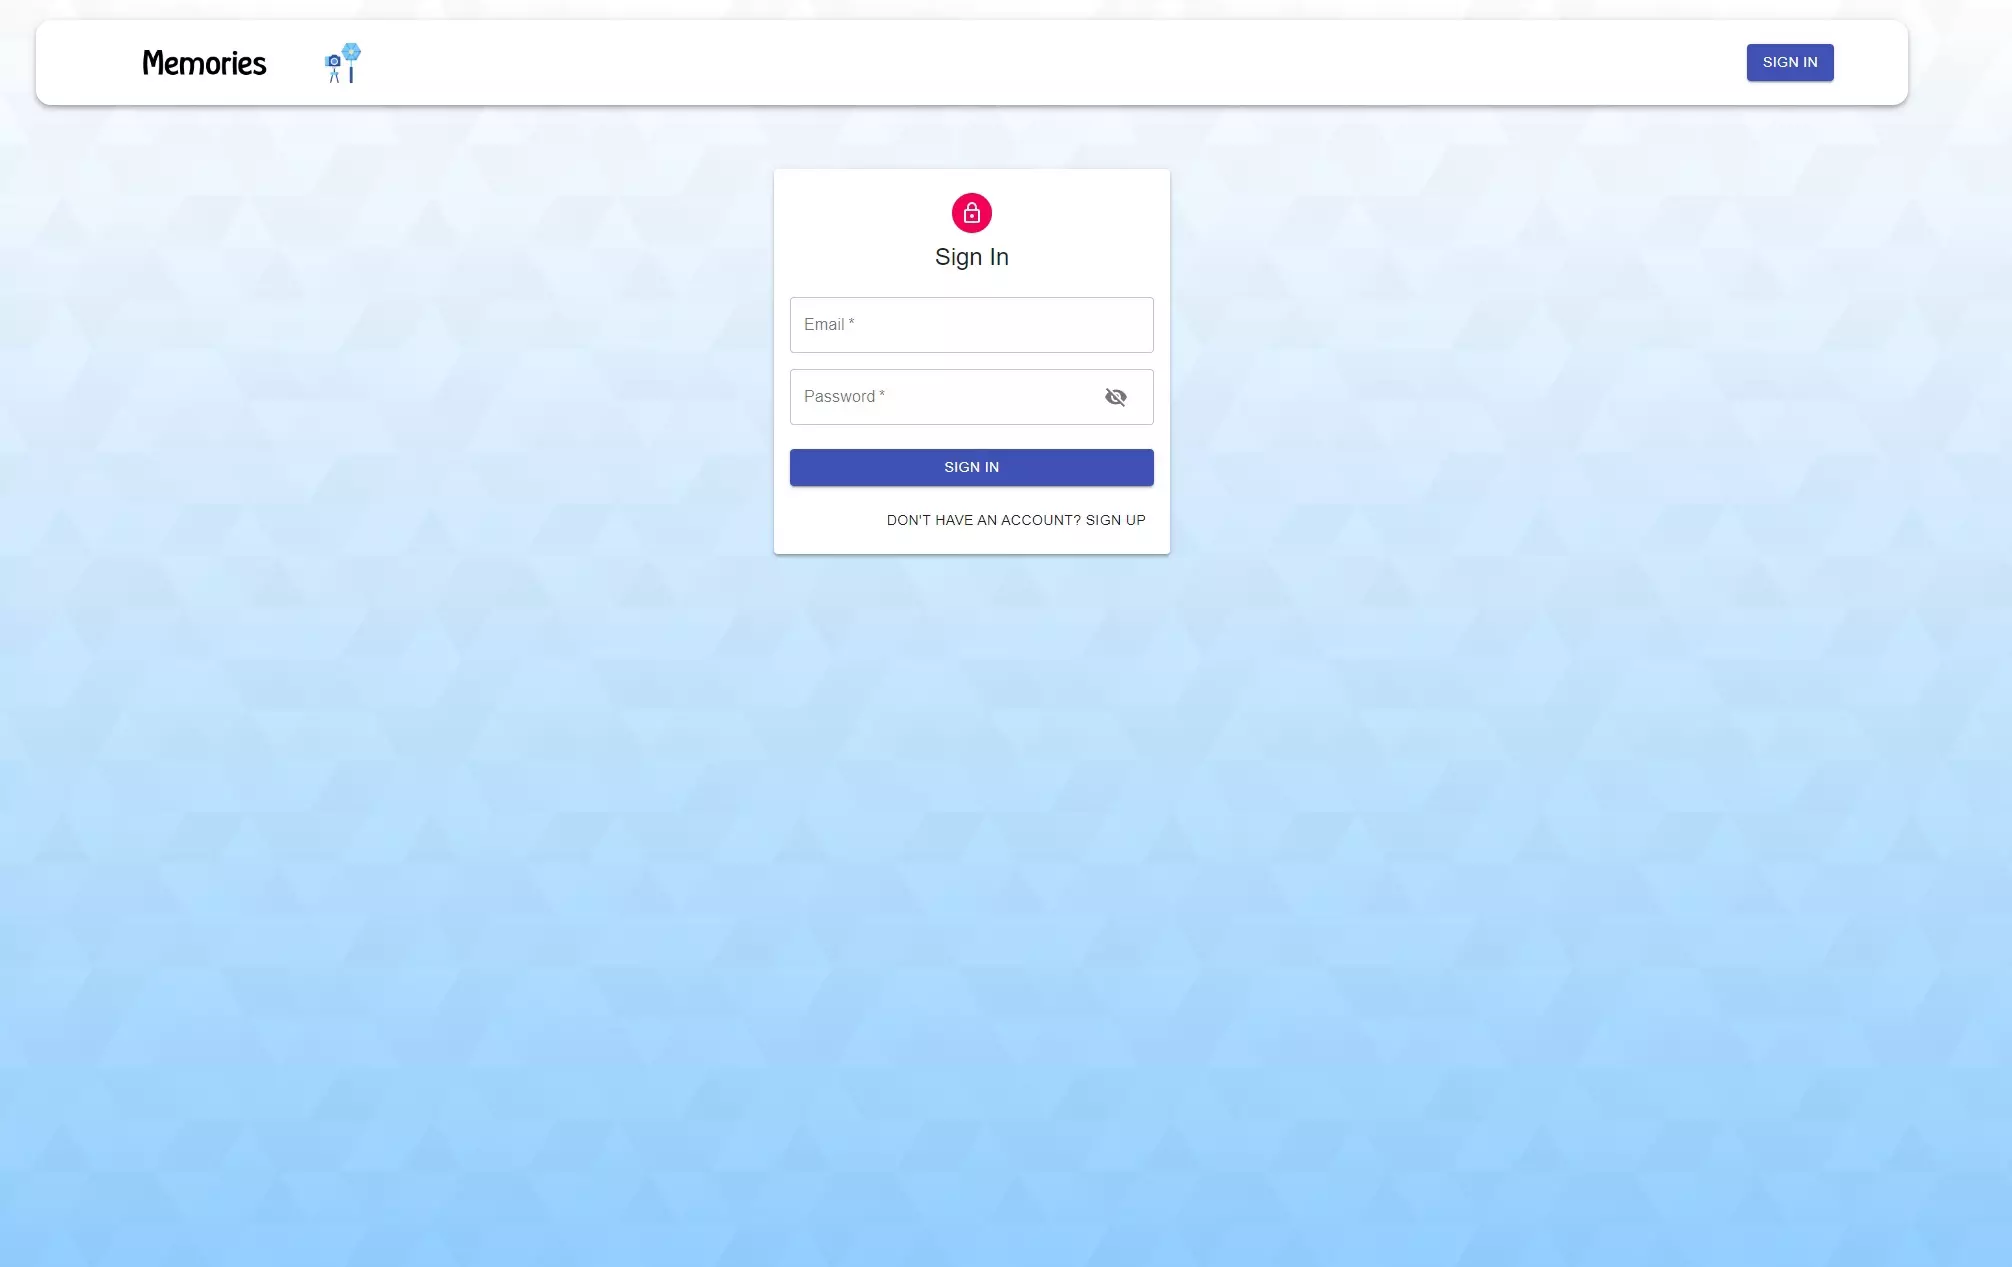 Memories
SIGN IN
Sign In
Email *
Password *
SIGN IN
DON'T HAVE AN ACCOUNT? SIGN UP